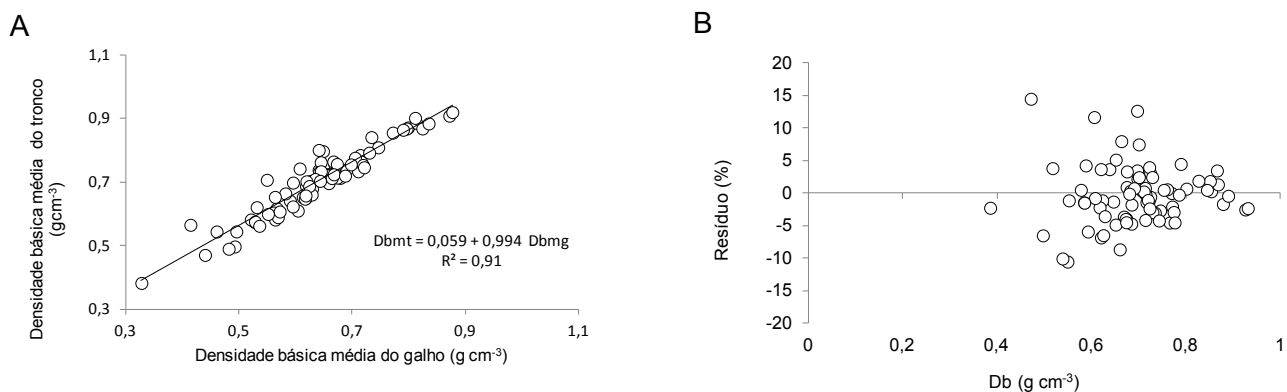 A
Densidade básica média do tronco
(gcm⁻³)
1,1
0,9
0,7
0,5
0,3
0,3 0,5 0,7 0,9 1,1
Dbmt = 0,059 + 0,994 Dbmg
R² = 0,91
Densidade básica média do galho (g cm⁻³)
B
Resíduo (%)
20
15
10
5
0
-5
-10
-15
-20
0 0,2 0,4 0,6 0,8 1
Db (g cm⁻³)